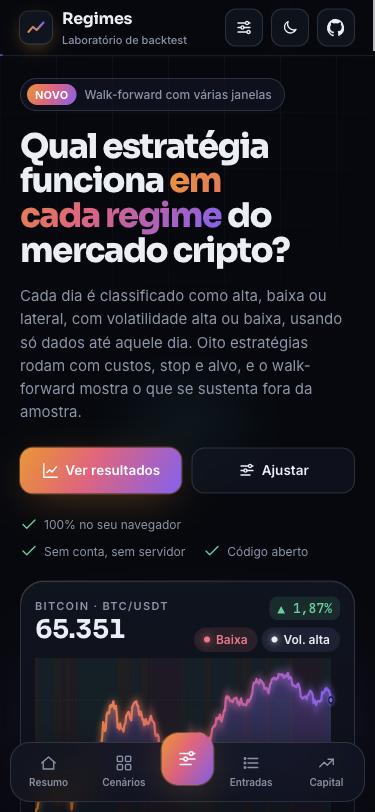 Regimes
Laboratório de backtest
NOVO Walk-forward com várias janelas
Qual estratégia
funciona em
cada regime do
mercado cripto?
Cada dia é classificado como alta, baixa ou
lateral, com volatilidade alta ou baixa, usando
só dados até aquele dia. Oito estratégias
rodam com custos, stop e alvo, e o walk-
forward mostra o que se sustenta fora da
amostra.
Ver resultados
Ajustar
100% no seu navegador
Sem conta, sem servidor
Código aberto
BITCOIN · BTC/USDT
▲ 1,87%
65.351
Baixa
Vol. alta
Resumo
Cenários
Entradas
Capital